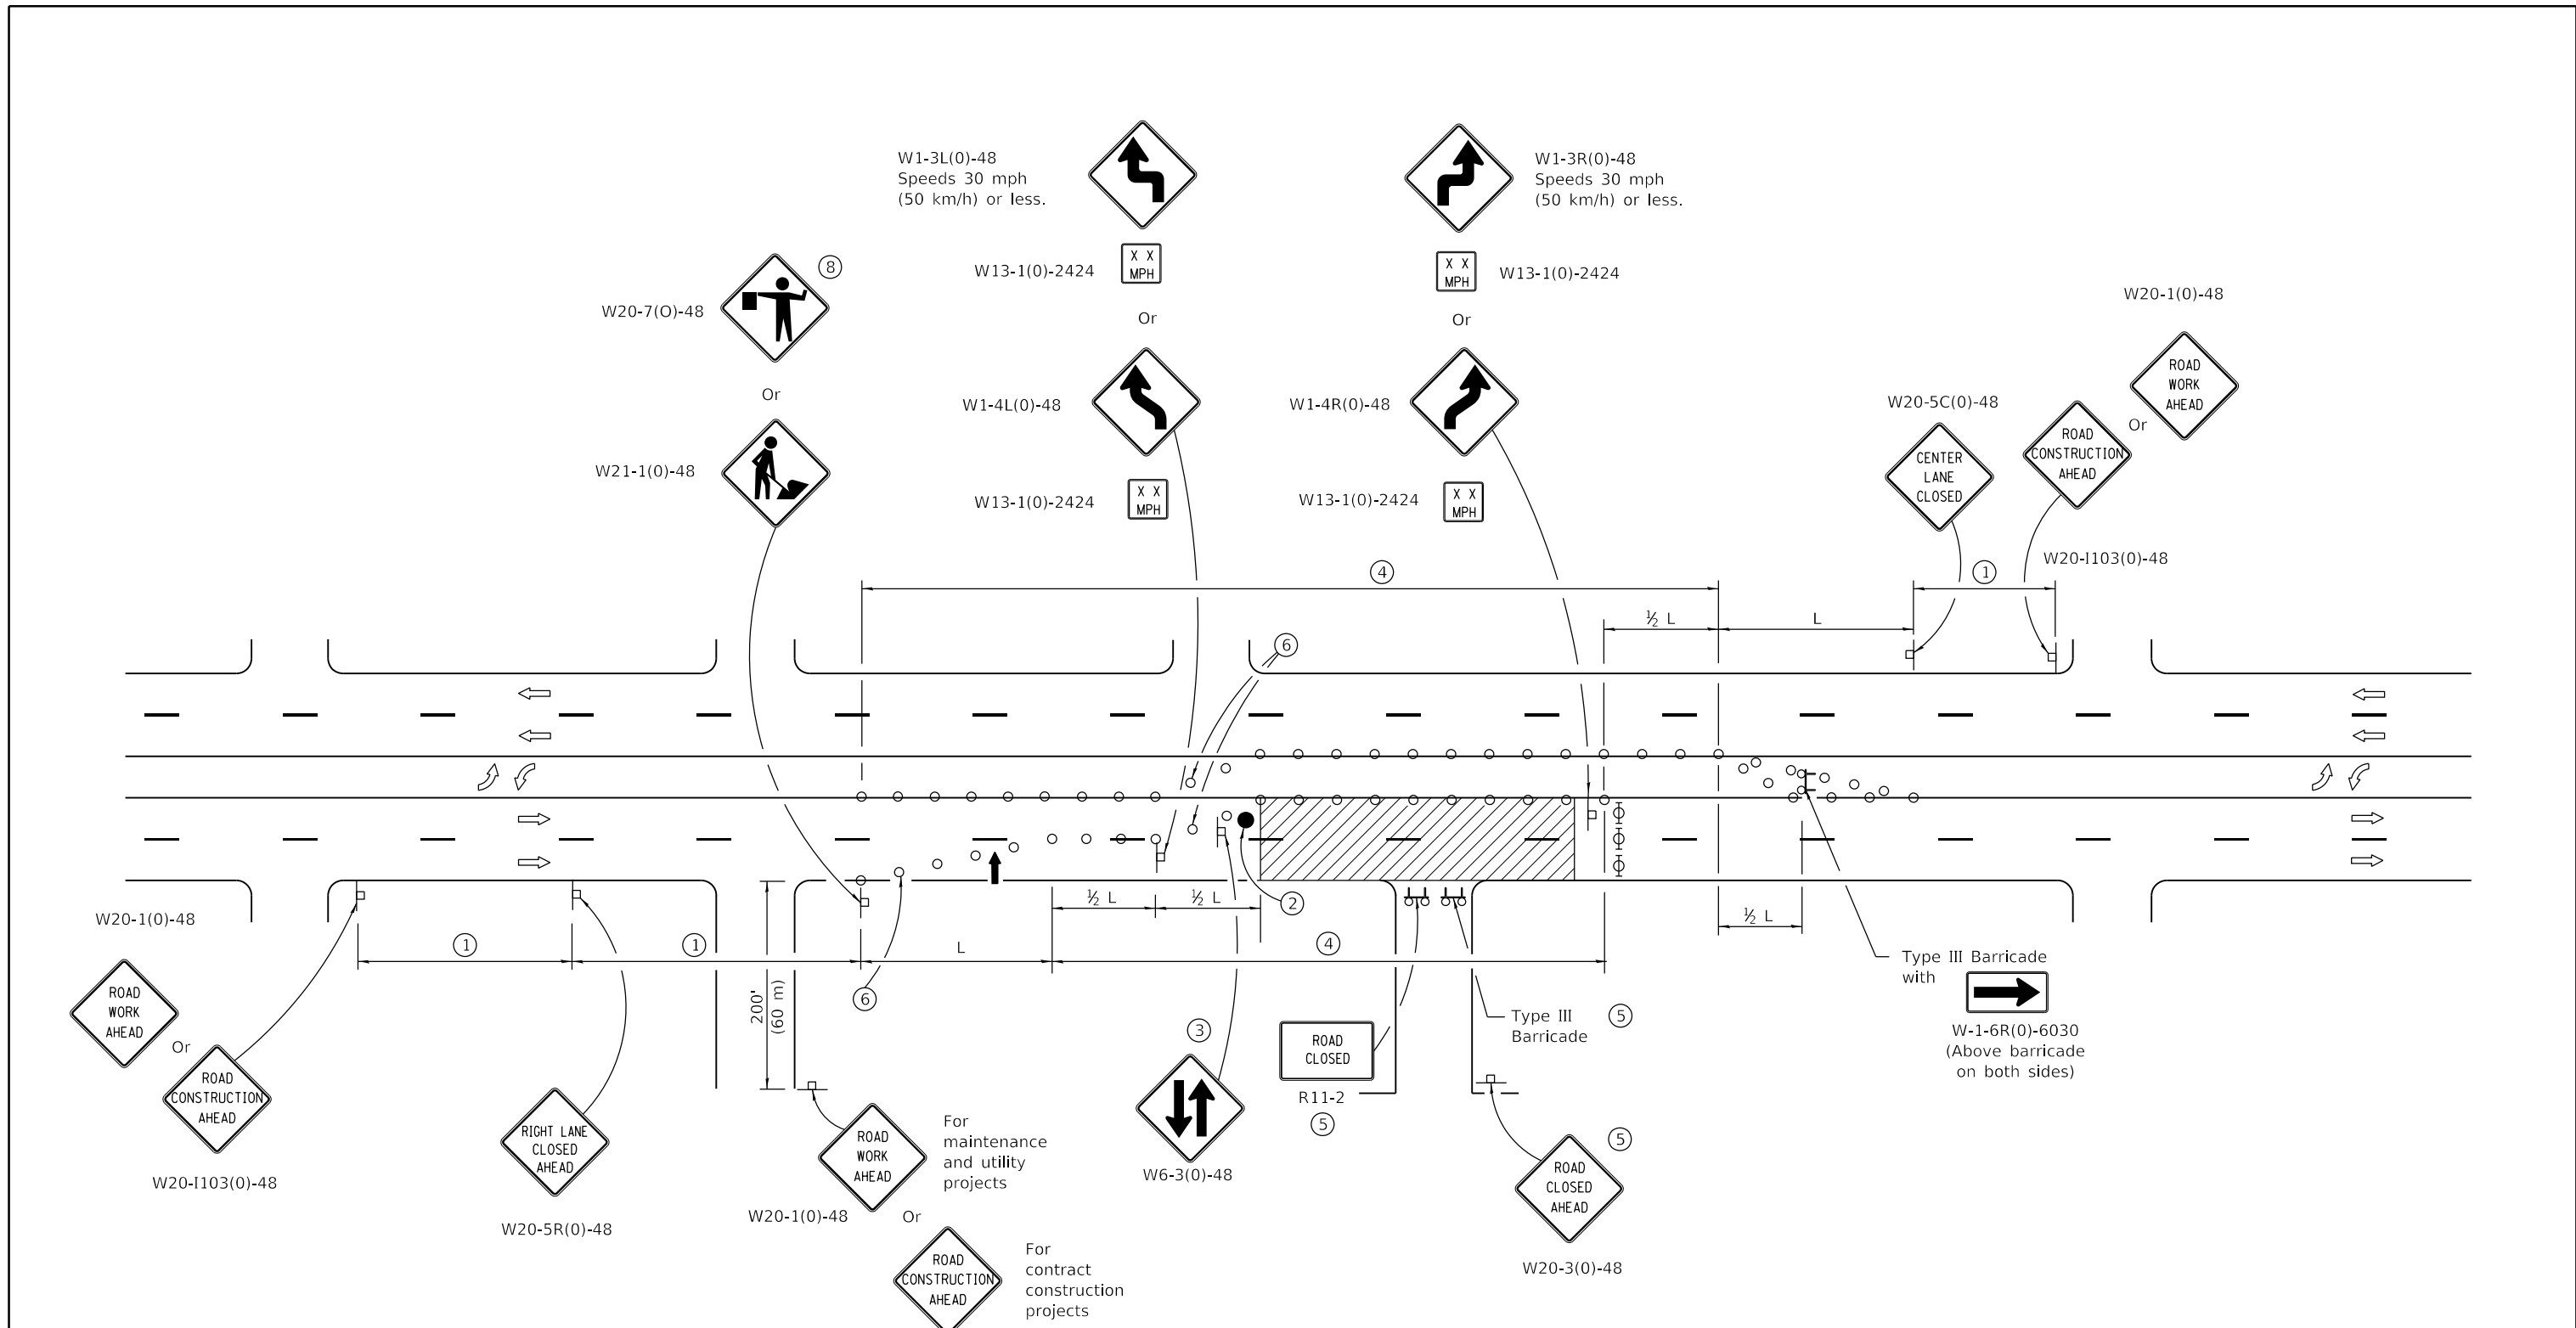 W1-3L(0)-48
Speeds 30 mph
(50 km/h) or less.
W1-3R(0)-48
Speeds 30 mph
(50 km/h) or less.
X X
MPH
W13-1(0)-2424
X X
MPH
W13-1(0)-2424
8
W20-7(O)-48
Or
Or
Or
W21-1(0)-48
W1-4L(0)-48
W1-4R(0)-48
W13-1(0)-2424
X X
MPH
W13-1(0)-2424
X X
MPH
W20-1(0)-48
ROAD
WORK
AHEAD
Or
ROAD
CONSTRUCTION
AHEAD
W20-I103(0)-48
W20-5C(0)-48
CENTER
LANE
CLOSED
4
1
½ L
L
6
½ L
½ L
2
½ L
W20-1(0)-48
1
1
L
4
ROAD
WORK
AHEAD
Or
ROAD
CONSTRUCTION
AHEAD
W20-I103(0)-48
RIGHT LANE
CLOSED
AHEAD
W20-5R(0)-48
200'
(60 m)
6
ROAD
WORK
AHEAD
For
maintenance
and utility
projects
W20-1(0)-48
Or
ROAD
CONSTRUCTION
AHEAD
For
contract
construction
projects
3
W6-3(0)-48
ROAD
CLOSED
R11-2
5
Type III
Barricade
5
5
ROAD
CLOSED
AHEAD
W20-3(0)-48
Type III Barricade
with
W-1-6R(0)-6030
(Above barricade
on both sides)